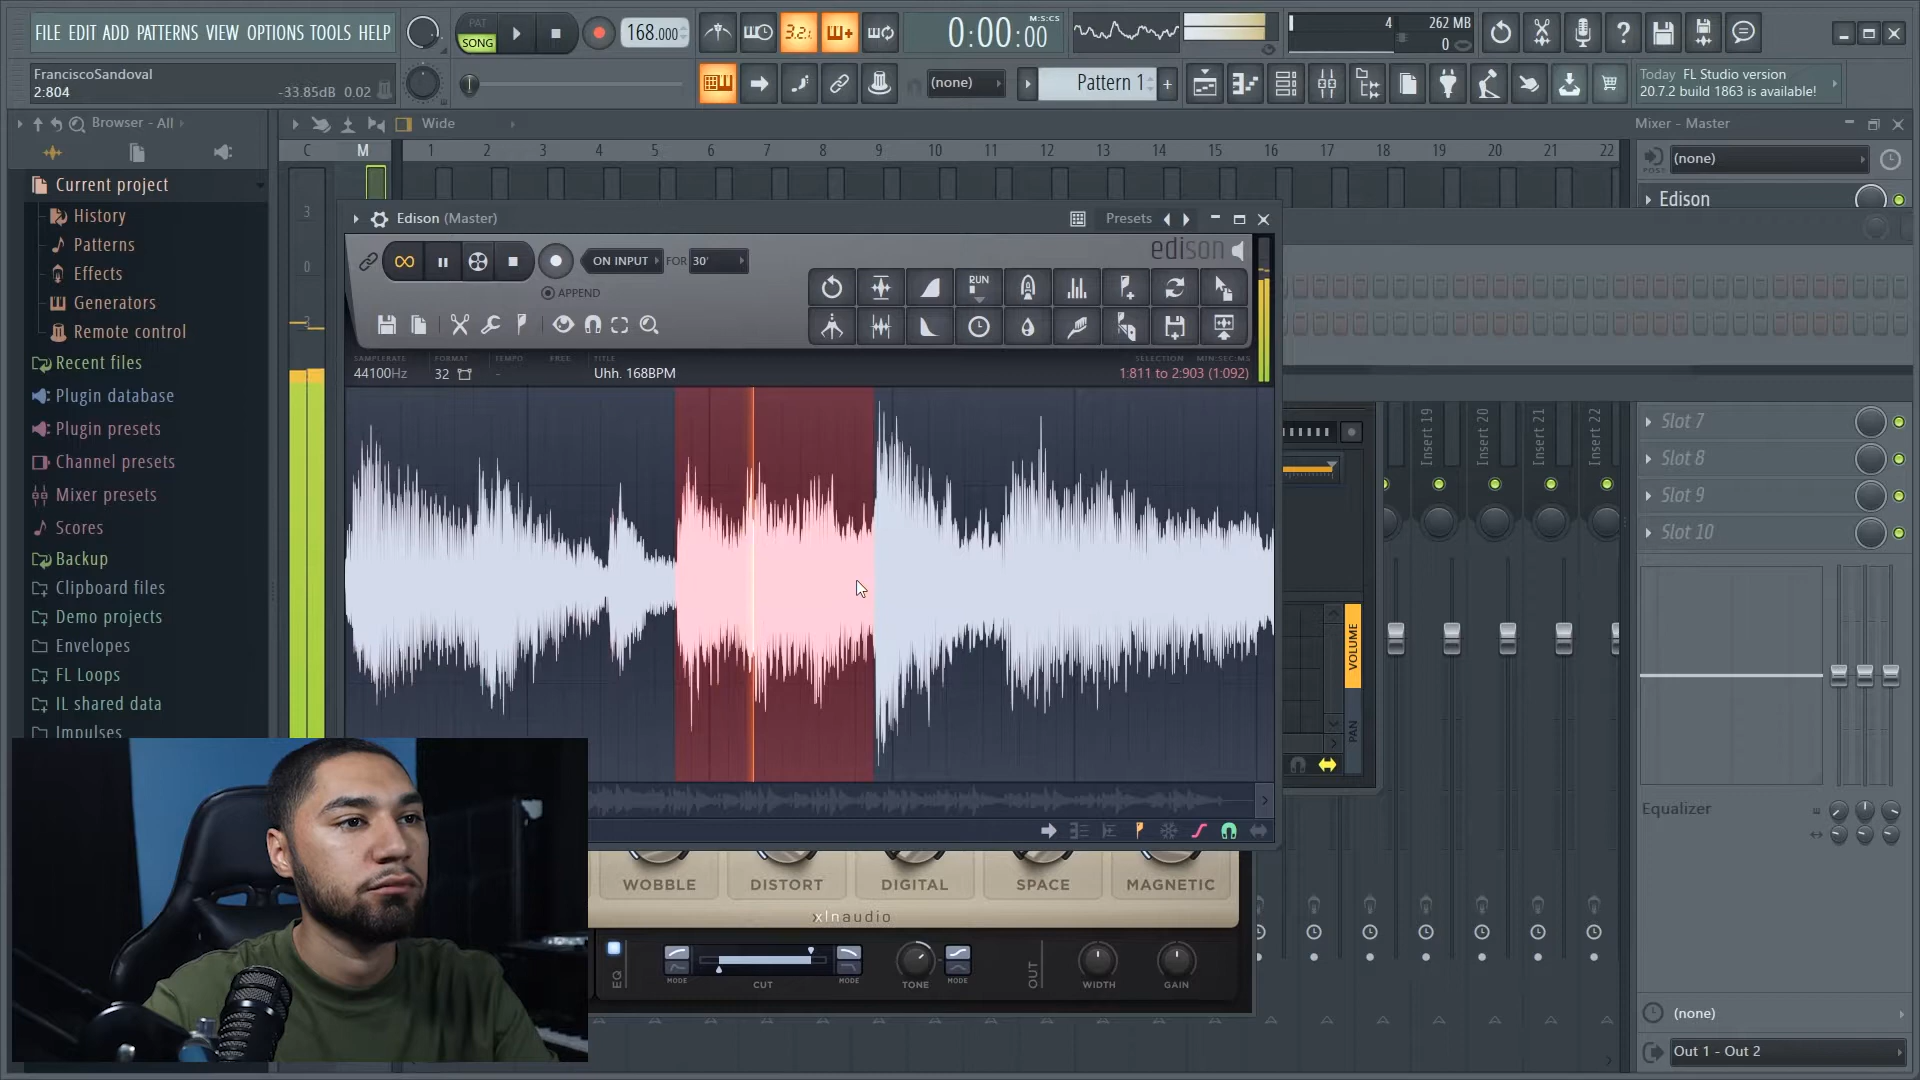 FILE EDIT ADD PATTERNS VIEW OPTIONS TOOLS HELP
PAT
SONG
168.000
3.2.
0:00:00
M:S:CS
4
262 MB
0
FranciscoSandoval
2:804
-33.85dB 0.02
(none)
Pattern 1
Today FL Studio version
20.7.2 build 1863 is available!
Browser - All
Wide
Mixer - Master
C M 1 2 3 4 5 6 7 8 9 10 11 12 13 14 15 16 17 18 19 20 21 22
(none)
POST
Edison
Current project
History
Patterns
Effects
Generators
Remote control
Recent files
Plugin database
Plugin presets
Channel presets
Mixer presets
Scores
Backup
Clipboard files
Demo projects
Envelopes
FL Loops
IL shared data
Impulses
3
0
3
Edison (Master)
Presets
edison
ON INPUT
FOR
30'
APPEND
RUN
SAMPLERATE
44100Hz
FORMAT
32
TEMPO
-
FREE
TITLE
Uhh. 168BPM
SELECTION MIN:SEC:MS
1:811 to 2:903 (1:092)
Insert 19
Insert 20
Insert 21
Insert 22
VOLUME
PAN
Slot 7
Slot 8
Slot 9
Slot 10
Equalizer
WOBBLE
DISTORT
DIGITAL
SPACE
MAGNETIC
xlnaudio
EQ
MODE
CUT
MODE
TONE
MODE
OUT
WIDTH
GAIN
(none)
Out 1 - Out 2